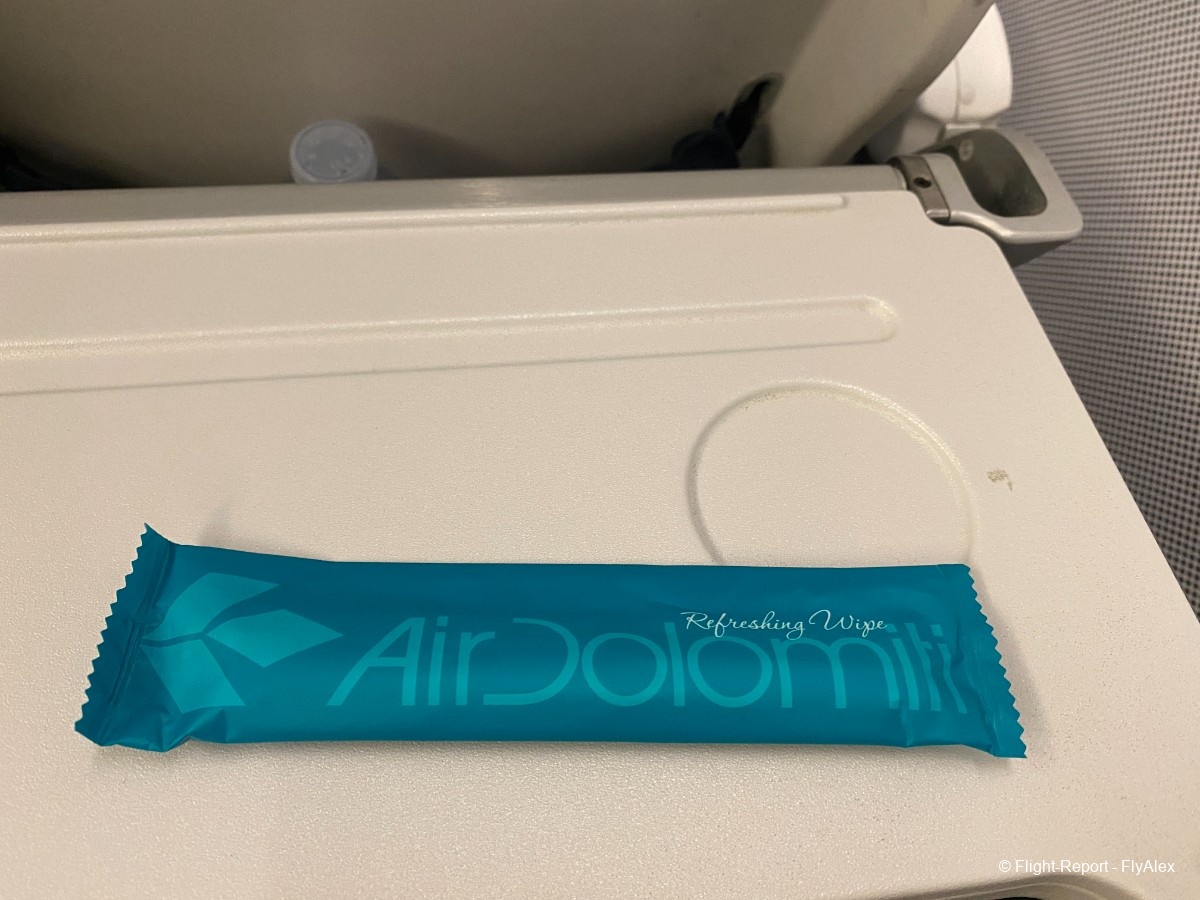 Refreshing Wipe
AirDolomiti
© Flight-Report - FlyAlex